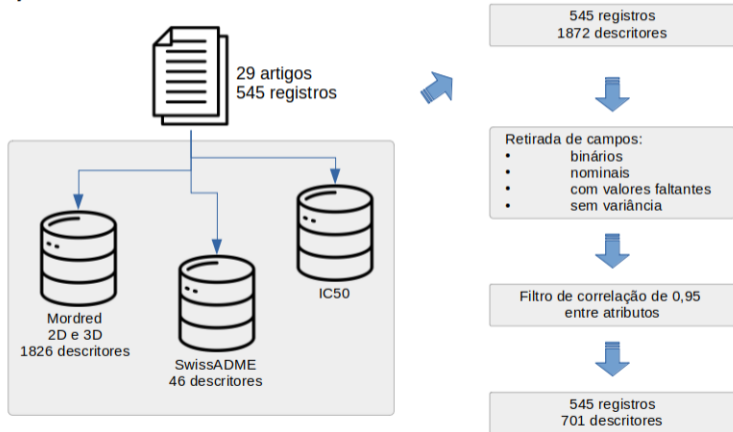 29 artigos
545 registros
Mordred
2D e 3D
1826 descritores
SwissADME
46 descritores
IC50
545 registros
1872 descritores
Retirada de campos:
• binários
• nominais
• com valores faltantes
• sem variância
Filtro de correlação de 0,95
entre atributos
545 registros
701 descritores